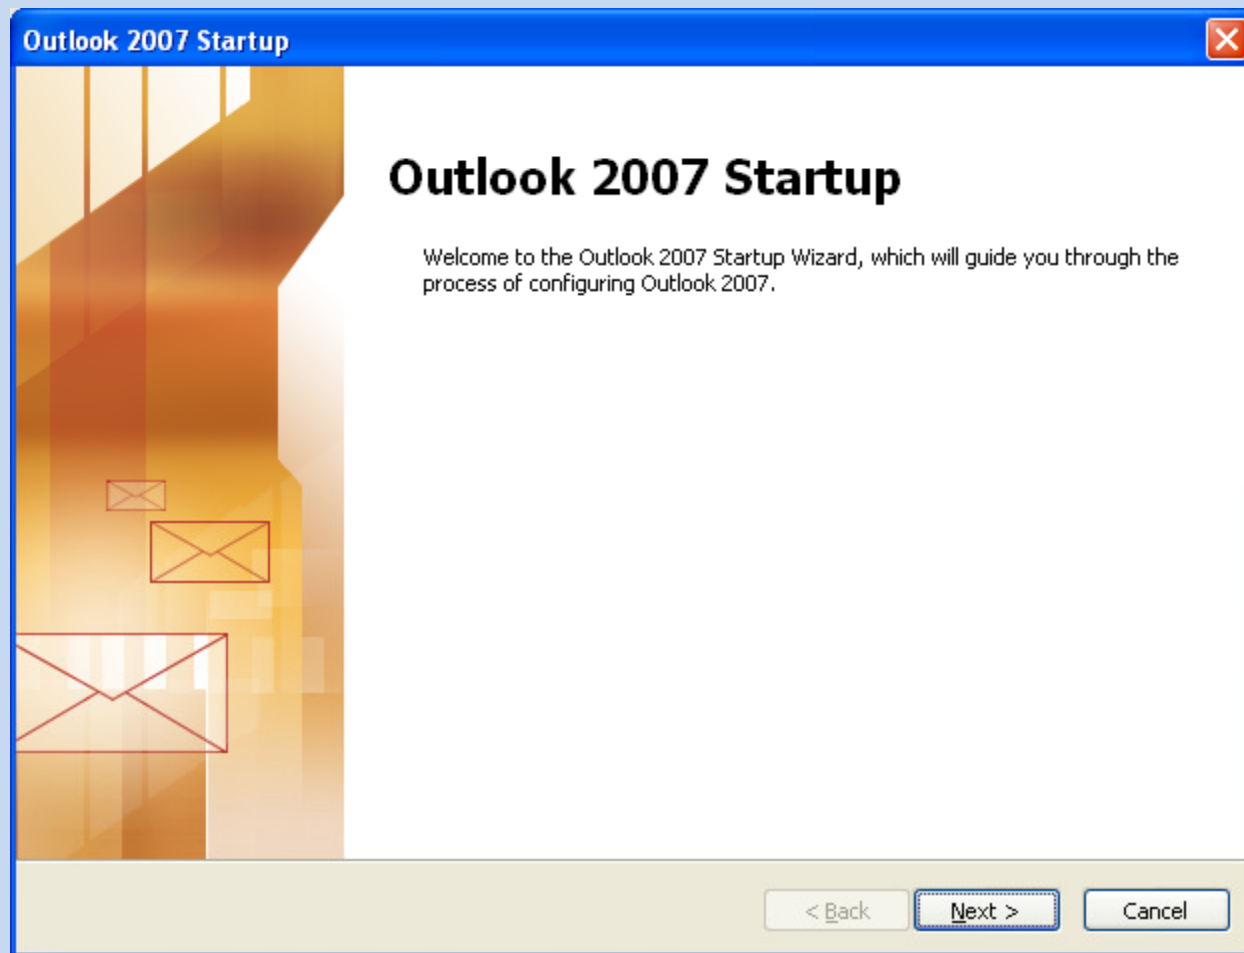 Outlook 2007 Startup
Outlook 2007 Startup
Welcome to the Outlook 2007 Startup Wizard, which will guide you through the
process of configuring Outlook 2007.
< Back
Next >
Cancel